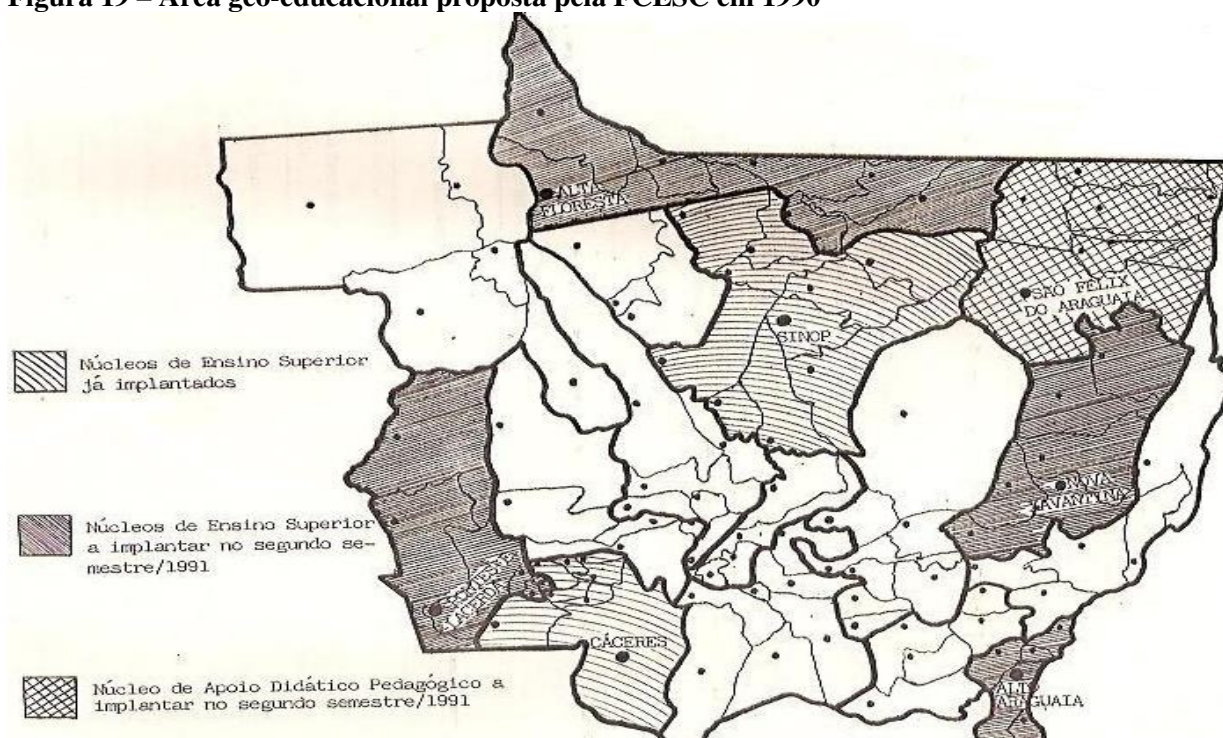 Figura 19 – Área geo-educacional proposta pela FCESC em 1990
ALTA
FLORESTA
SÃO FELIX
DO ARAGUAIA
SINOP
Núcleos de Ensino Superior
já implantados
NOVA
XAVANTINA
Núcleos de Ensino Superior
a implantar no segundo se-
mestre/1991
CÁCERES
Núcleo de Apoio Didático Pedagógico a
implantar no segundo semestre/1991
ALTO
ARAGUAIA